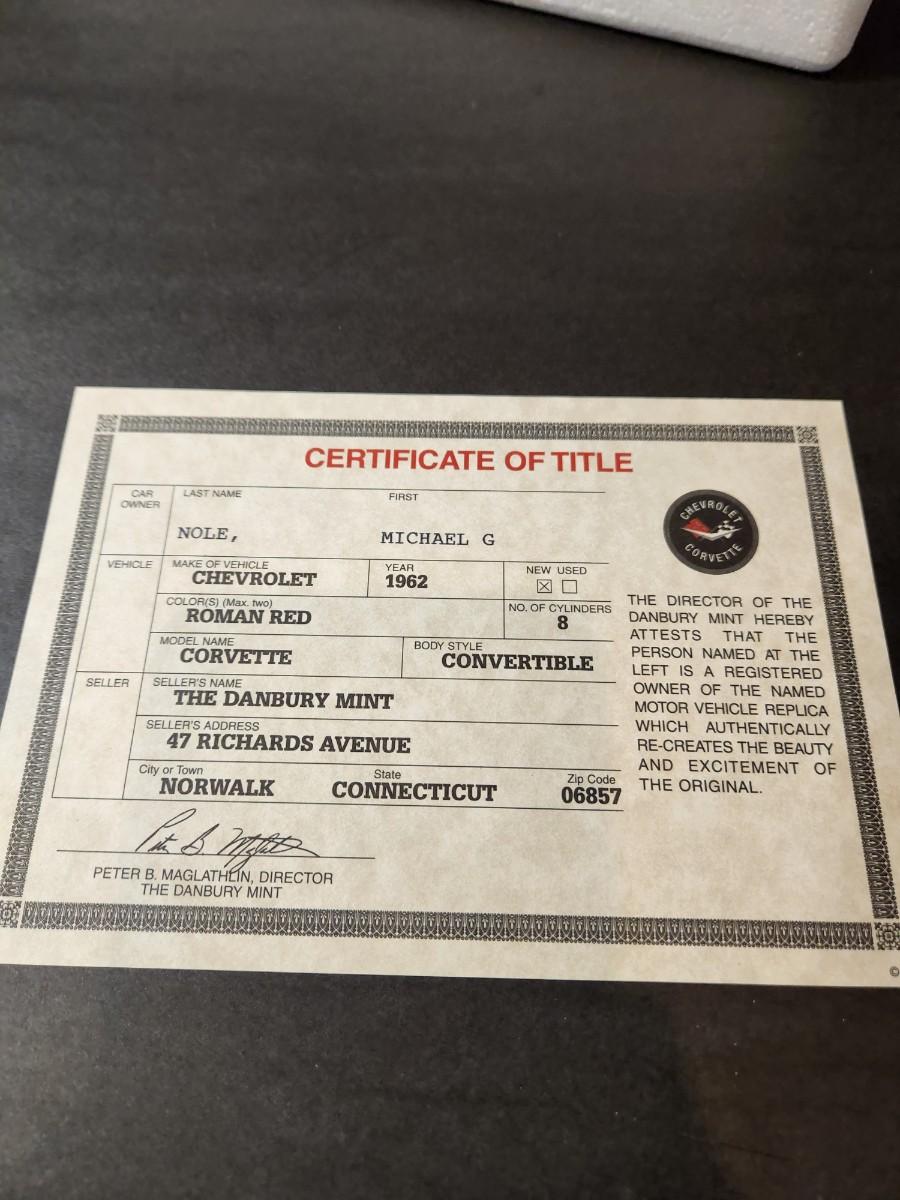 CERTIFICATE OF TITLE
CAR OWNER
LAST NAME FIRST
NOLE, MICHAEL G
VEHICLE
MAKE OF VEHICLE
CHEVROLET
YEAR
1962
NEW USED
☒ ☐
COLOR(S) (Max. two)
ROMAN RED
NO. OF CYLINDERS
8
MODEL NAME
CORVETTE
BODY STYLE
CONVERTIBLE
SELLER
SELLER'S NAME
THE DANBURY MINT
SELLER'S ADDRESS
47 RICHARDS AVENUE
City or Town
NORWALK
State
CONNECTICUT
Zip Code
06857
Peter B. Maglathlin
PETER B. MAGLATHLIN, DIRECTOR
THE DANBURY MINT
CHEVROLET
CORVETTE
THE DIRECTOR OF THE
DANBURY MINT HEREBY
ATTESTS THAT THE
PERSON NAMED AT THE
LEFT IS A REGISTERED
OWNER OF THE NAMED
MOTOR VEHICLE REPLICA
WHICH AUTHENTICALLY
RE-CREATES THE BEAUTY
AND EXCITEMENT OF
THE ORIGINAL.
©